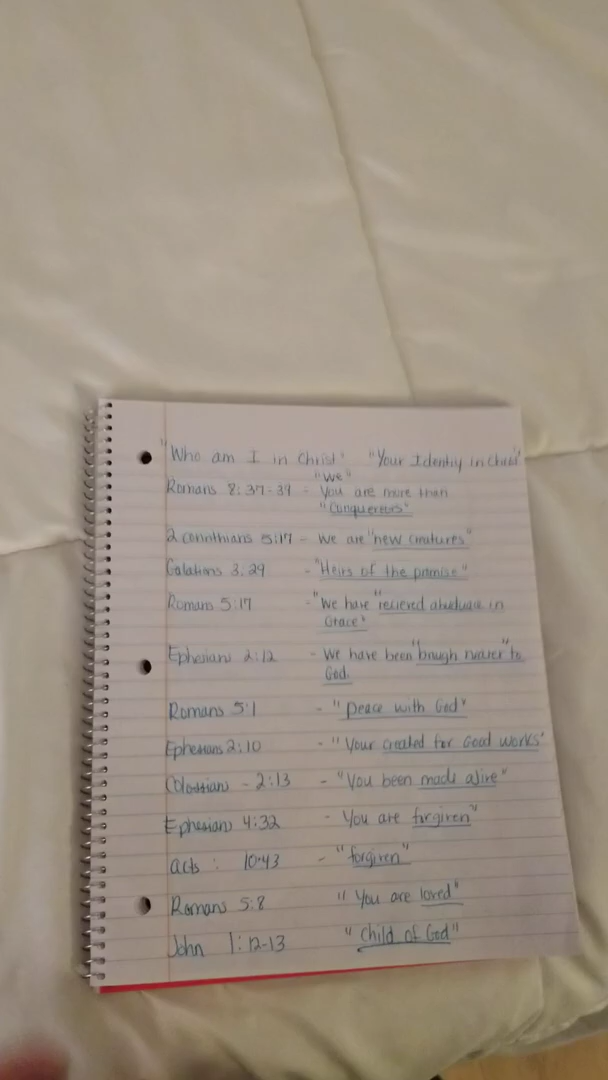 "Who am I in Christ" "Your Identiy in Christ"
"We"
Romans 8:37-39 - You are more than
"Conquereurs"
2 corinthians 5:17 - We are "new creatures"
Galations 3:29 - "Heirs of the promise"
Romans 5:17 - "We have "recieved abuduace in
Grace"
Ephesians 2:12 - We have been "brough nearer" to
God.
Romans 5:1 - "peace with God"
Ephesians 2:10 - "Your created for Good works"
Colossians - 2:13 - "You been made alive"
Ephesians 4:32 - You are forgiven"
acts : 10:43 - "forgiven"
Romans 5:8 "You are loved"
John 1:12-13 "Child of God"